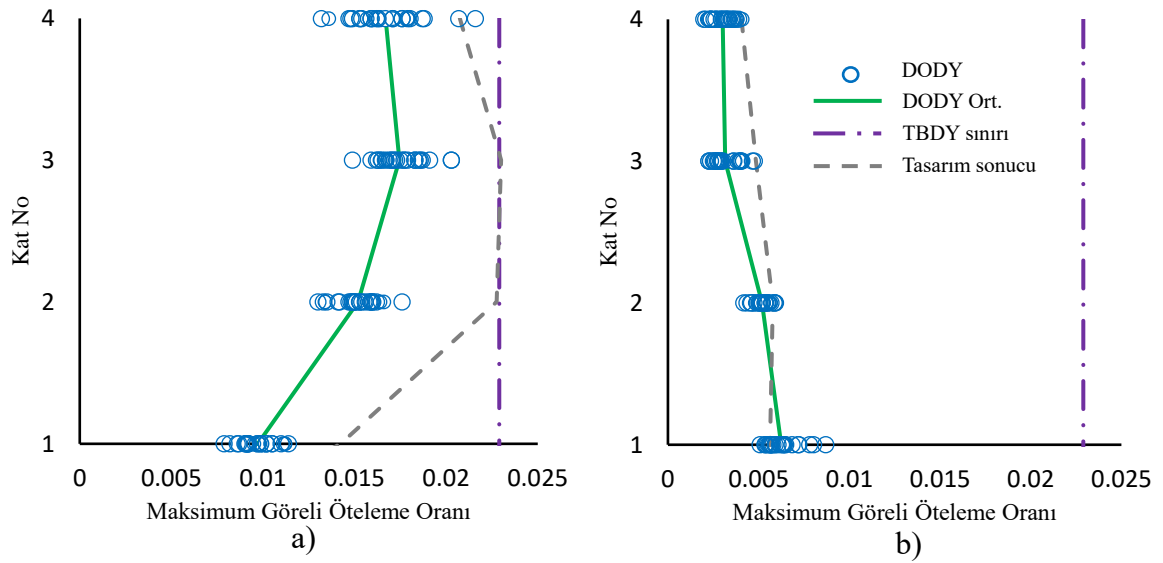 4
3
2
1
Kat No
0 0.005 0.01 0.015 0.02 0.025
Maksimum Göreli Öteleme Oranı
a)
4
3
2
1
Kat No
DODY
DODY Ort.
TBDY sınırı
Tasarım sonucu
0 0.005 0.01 0.015 0.02 0.025
Maksimum Göreli Öteleme Oranı
b)